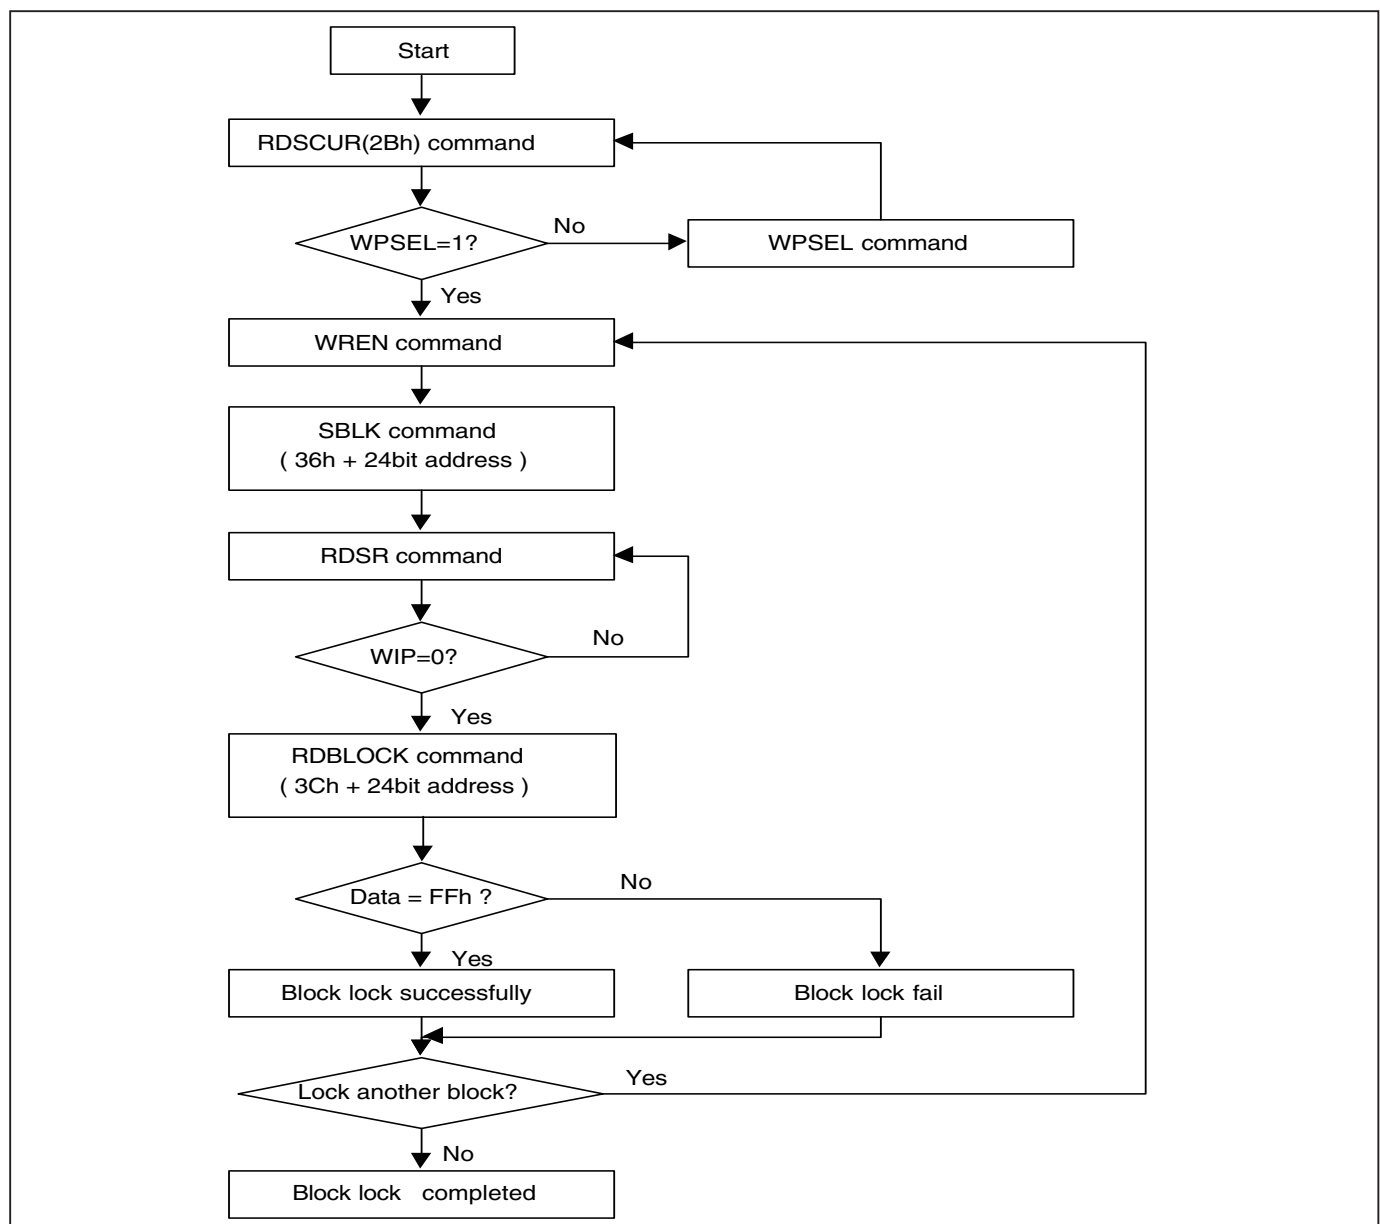 Start
RDSCUR(2Bh) command
WPSEL=1?
No
WPSEL command
Yes
WREN command
SBLK command
( 36h + 24bit address )
RDSR command
WIP=0?
No
Yes
RDBLOCK command
( 3Ch + 24bit address )
Data = FFh ?
No
Yes
Block lock successfully
Block lock fail
Lock another block?
Yes
No
Block lock completed